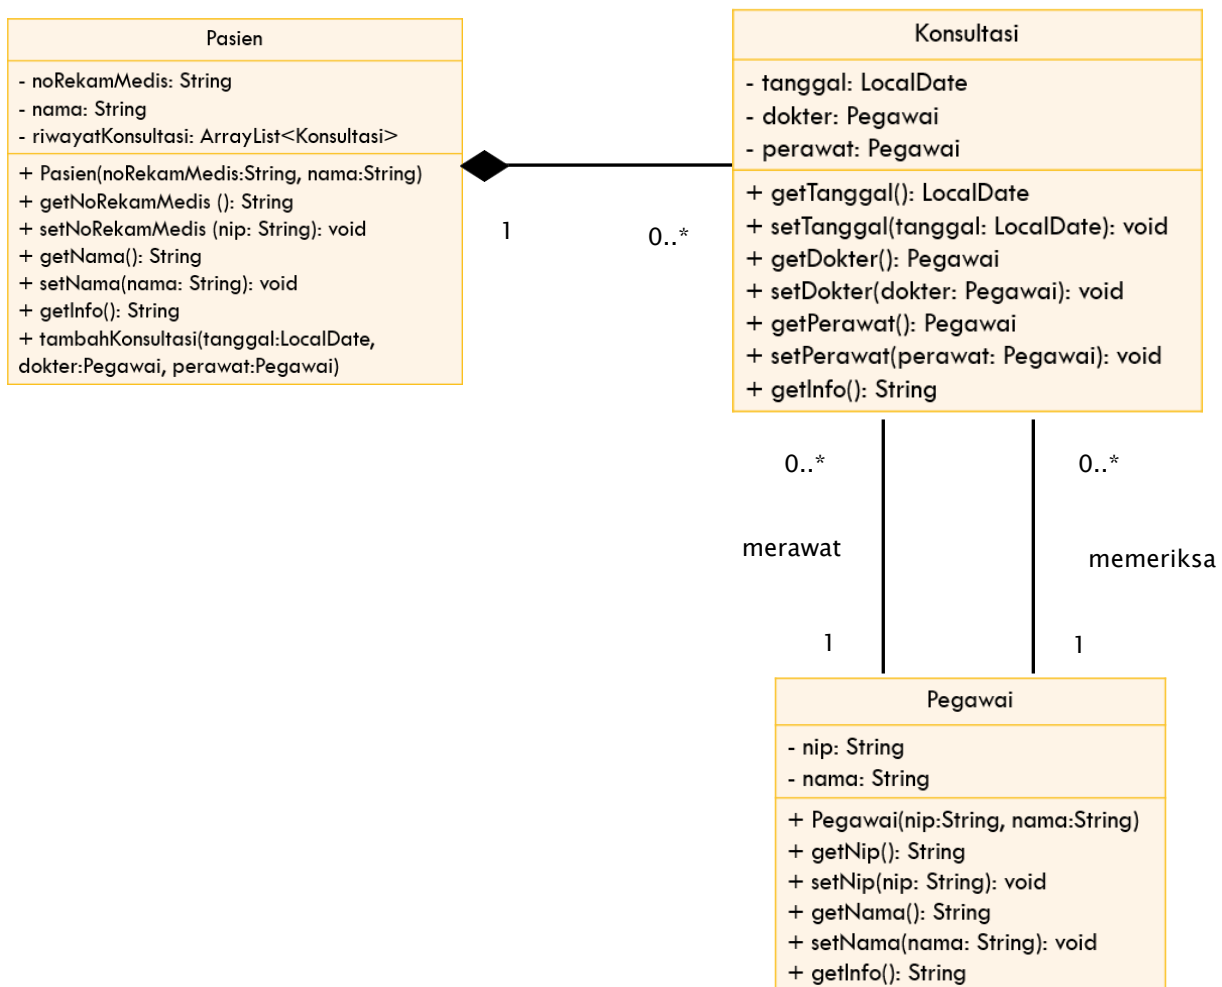 Pasien
- noRekamMedis: String
- nama: String
- riwayatKonsultasi: ArrayList<Konsultasi>
+ Pasien(noRekamMedis:String, nama:String)
+ getNoRekamMedis (): String
+ setNoRekamMedis (nip: String): void
+ getNama(): String
+ setNama(nama: String): void
+ getInfo(): String
+ tambahKonsultasi(tanggal:LocalDate,
dokter:Pegawai, perawat:Pegawai)
1
0..*
Konsultasi
- tanggal: LocalDate
- dokter: Pegawai
- perawat: Pegawai
+ getTanggal(): LocalDate
+ setTanggal(tanggal: LocalDate): void
+ getDokter(): Pegawai
+ setDokter(dokter: Pegawai): void
+ getPerawat(): Pegawai
+ setPerawat(perawat: Pegawai): void
+ getInfo(): String
0..*
0..*
merawat
memeriksa
1
1
Pegawai
- nip: String
- nama: String
+ Pegawai(nip:String, nama:String)
+ getNip(): String
+ setNip(nip: String): void
+ getNama(): String
+ setNama(nama: String): void
+ getInfo(): String